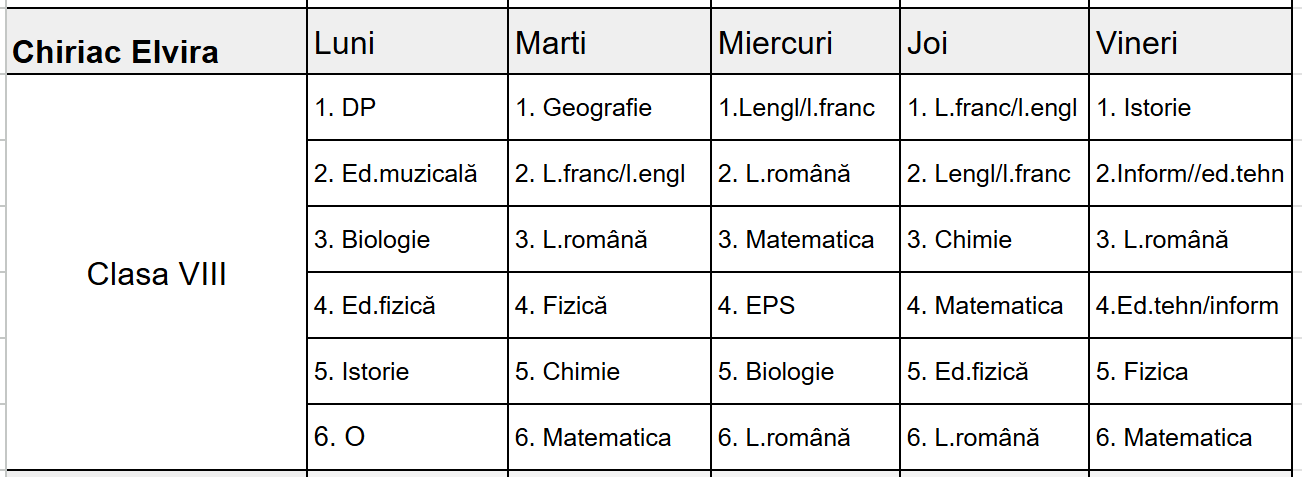 Chiriac Elvira Luni Marti Miercuri Joi Vineri
1. DP 1. Geografie 1.Lengl/l.franc 1. L.franc/l.engl 1. Istorie
2. Ed.muzicală 2. L.franc/l.engl 2. L.română 2. Lengl/l.franc 2.Inform//ed.tehn
3. Biologie 3. L.română 3. Matematica 3. Chimie 3. L.română
Clasa VIII
4. Ed.fizică 4. Fizică 4. EPS 4. Matematica 4.Ed.tehn/inform
5. Istorie 5. Chimie 5. Biologie 5. Ed.fizică 5. Fizica
6. O 6. Matematica 6. L.română 6. L.română 6. Matematica